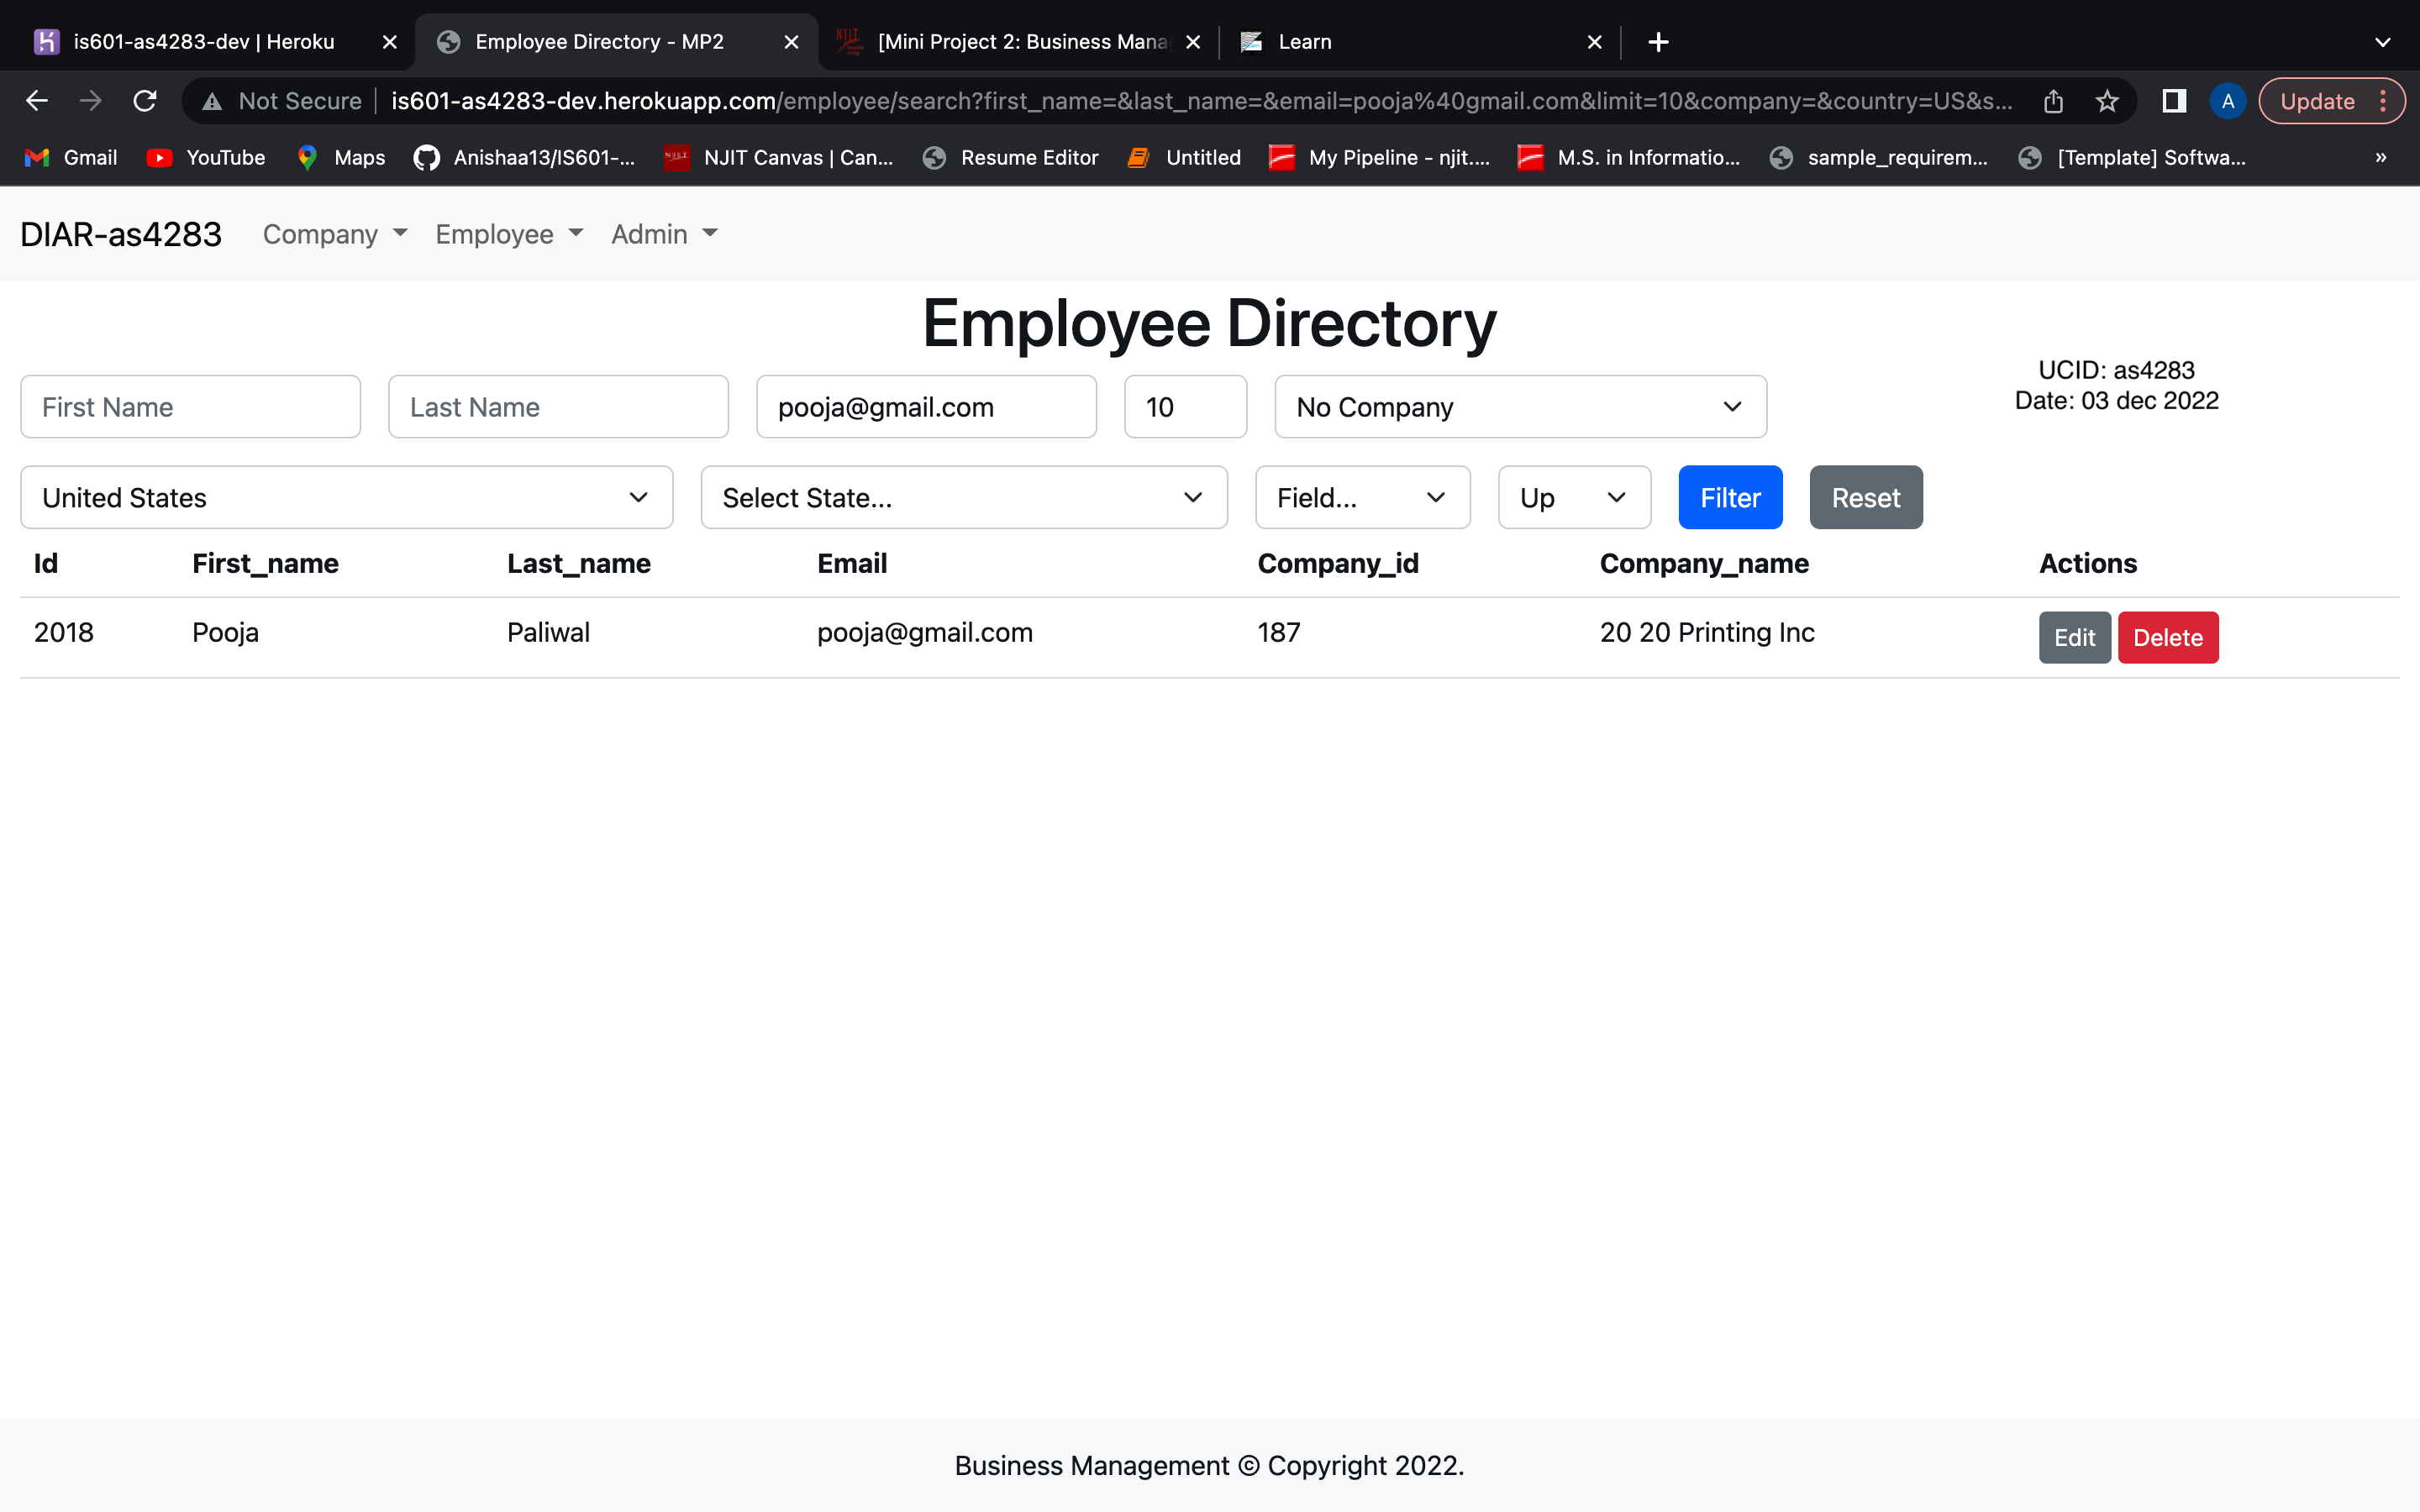 is601-as4283-dev | Heroku
Employee Directory - MP2
[Mini Project 2: Business Mana
Learn
Not Secure
is601-as4283-dev.herokuapp.com/employee/search?first_name=&last_name=&email=pooja%40gmail.com&limit=10&company=&country=US&s...
A
Update
Gmail
YouTube
Maps
Anishaa13/IS601-...
NJIT Canvas | Can...
Resume Editor
Untitled
My Pipeline - njit....
M.S. in Informatio...
sample_requirem...
[Template] Softwa...
»
DIAR-as4283
Company
Employee
Admin
Employee Directory
UCID: as4283
Date: 03 dec 2022
First Name
Last Name
pooja@gmail.com
10
No Company
United States
Select State...
Field...
Up
Filter
Reset
Id First_name Last_name Email Company_id Company_name Actions
2018 Pooja Paliwal pooja@gmail.com 187 20 20 Printing Inc Edit Delete
Business Management © Copyright 2022.